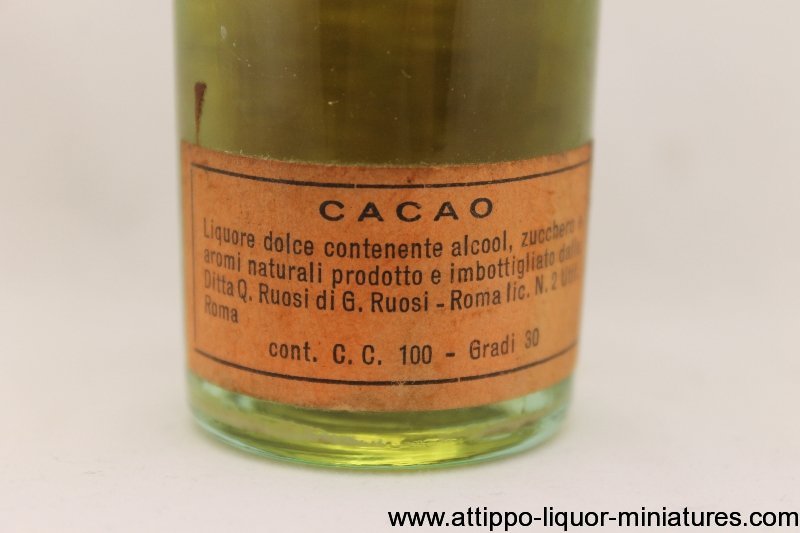 CACAO
Liquore dolce contenente alcool, zucchero e
aromi naturali prodotto e imbottigliato dalla
Ditta Q. Ruosi di G. Ruosi - Roma lic. N. 2
Roma
cont. C. C. 100 - Gradi 30
www.attippo-liquor-miniatures.com